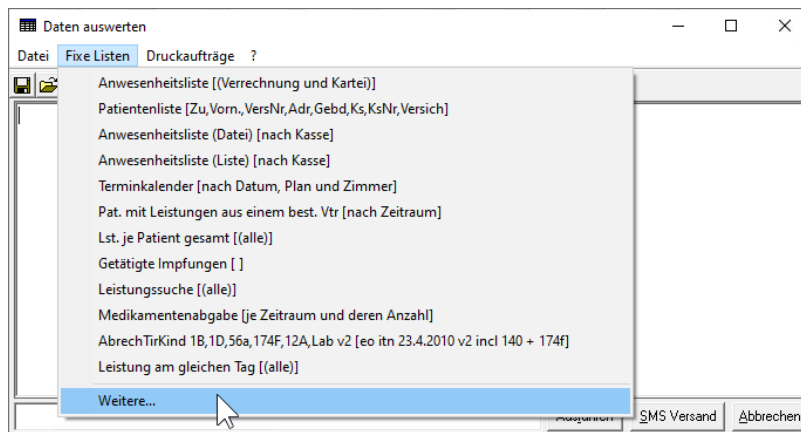 Daten auswerten
Datei Fixe Listen Druckaufträge ?
Anwesenheitsliste [(Verrechnung und Kartei)]
Patientenliste [Zu,Vorn.,VersNr,Adr,Gebd,Ks,KsNr,Versich]
Anwesenheitsliste (Datei) [nach Kasse]
Anwesenheitsliste (Liste) [nach Kasse]
Terminkalender [nach Datum, Plan und Zimmer]
Pat. mit Leistungen aus einem best. Vtr [nach Zeitraum]
Lst. je Patient gesamt [(alle)]
Getätigte Impfungen [ ]
Leistungssuche [(alle)]
Medikamentenabgabe [je Zeitraum und deren Anzahl]
AbrechTirKind 1B,1D,56a,174F,12A,Lab v2 [eo itn 23.4.2010 v2 incl 140 + 174f]
Leistung am gleichen Tag [(alle)]
Weitere...
SMS Versand Abbrechen